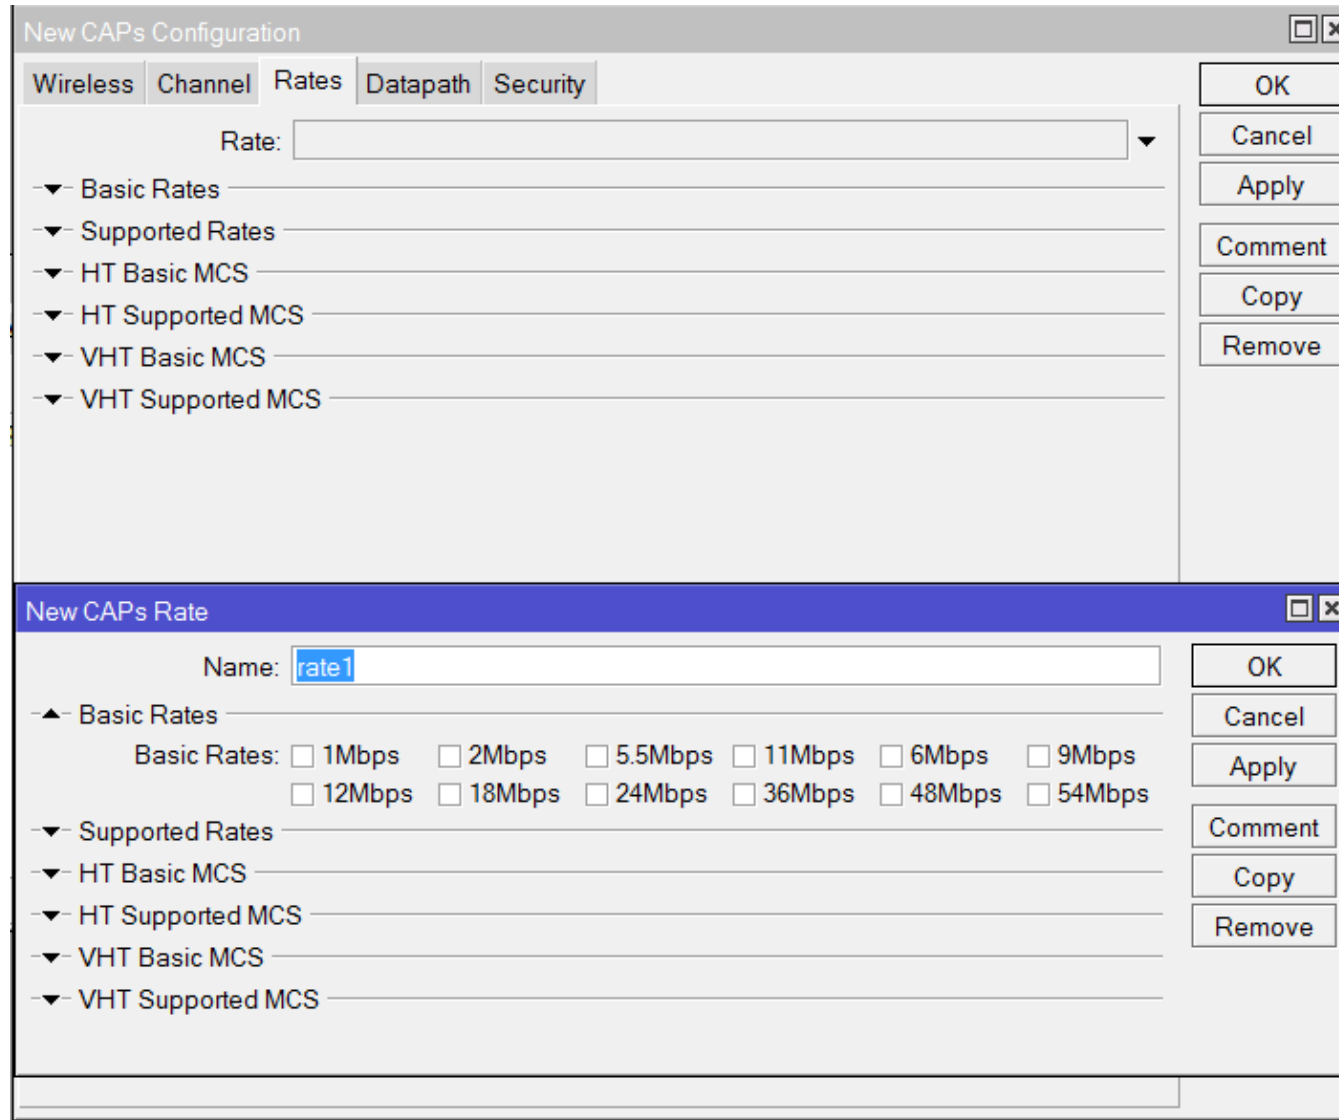 New CAPs Configuration
Wireless Channel Rates Datapath Security
Rate:
Basic Rates
Supported Rates
HT Basic MCS
HT Supported MCS
VHT Basic MCS
VHT Supported MCS
OK
Cancel
Apply
Comment
Copy
Remove
New CAPs Rate
Name: rate1
Basic Rates
Basic Rates: 1Mbps 2Mbps 5.5Mbps 11Mbps 6Mbps 9Mbps
12Mbps 18Mbps 24Mbps 36Mbps 48Mbps 54Mbps
Supported Rates
HT Basic MCS
HT Supported MCS
VHT Basic MCS
VHT Supported MCS
OK
Cancel
Apply
Comment
Copy
Remove